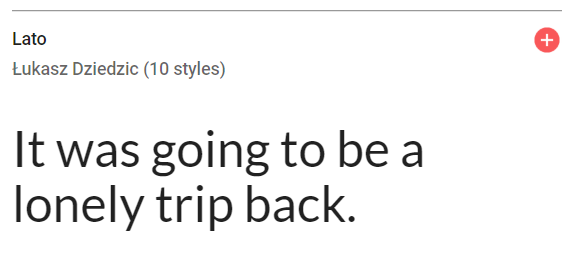 Lato
Łukasz Dziedzic (10 styles)
It was going to be a
lonely trip back.